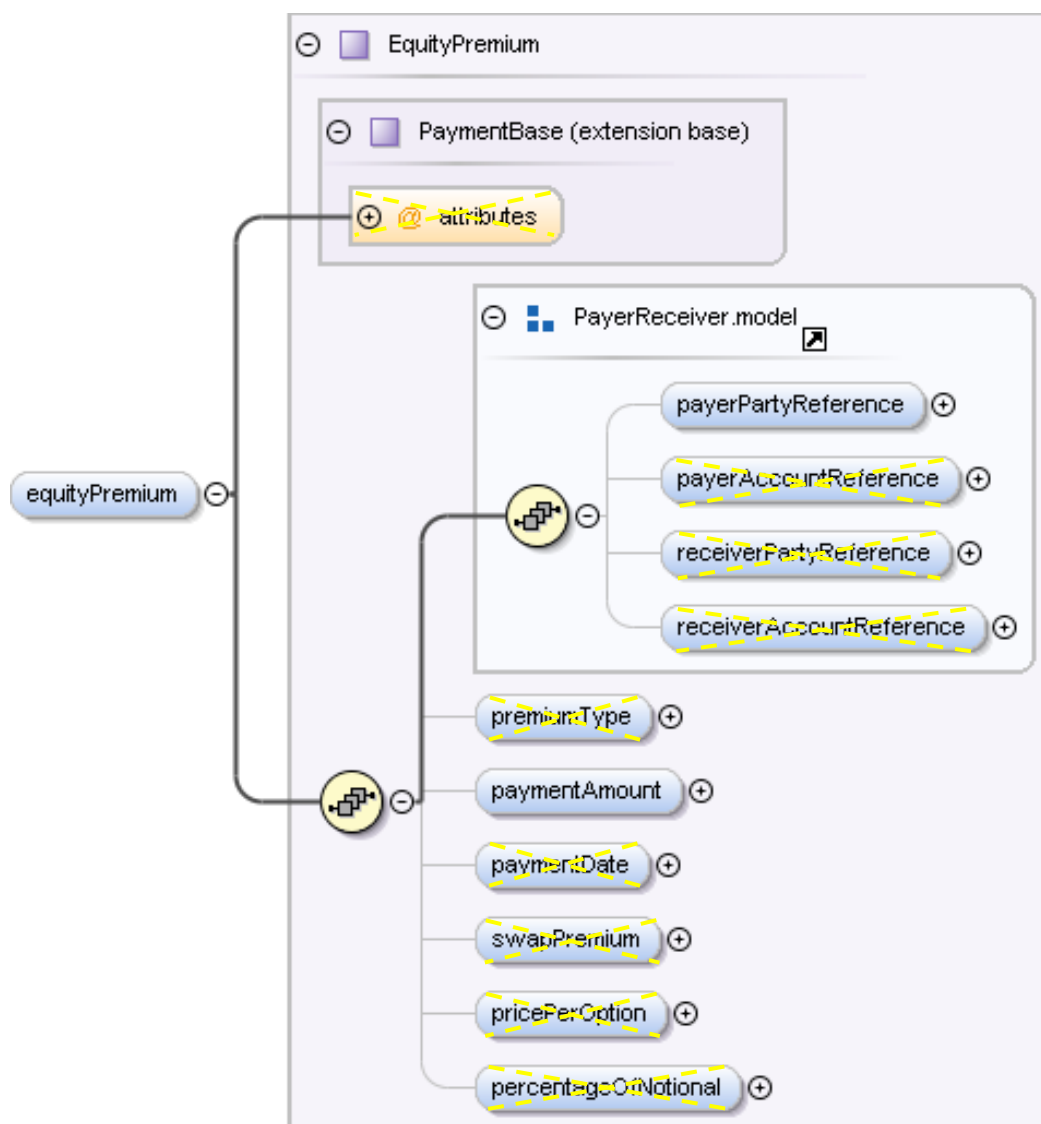 EquityPremium
PaymentBase (extension base)
@ attributes
PayerReceiver.model
payerPartyReference
equityPremium
payerAccountReference
receiverPartyReference
receiverAccountReference
premiumType
paymentAmount
paymentDate
swapPremium
pricePerOption
percentageOfNotional